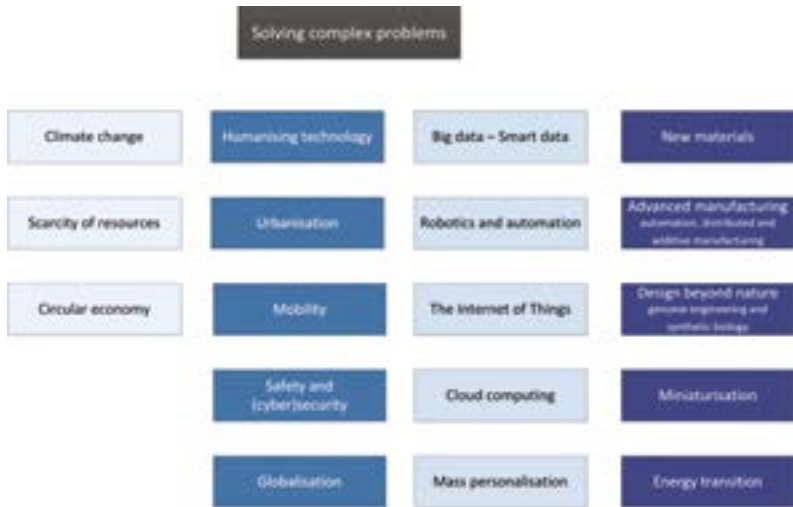 Solving complex problems
Climate change
Humanising technology
Big data – Smart data
New materials
Scarcity of resources
Urbanisation
Robotics and automation
Advanced manufacturing
automation, distributed and
additive manufacturing
Circular economy
Mobility
The Internet of Things
Design beyond nature
genome engineering and
synthetic biology
Safety and
(cyber)security
Cloud computing
Miniaturisation
Globalisation
Mass personalisation
Energy transition